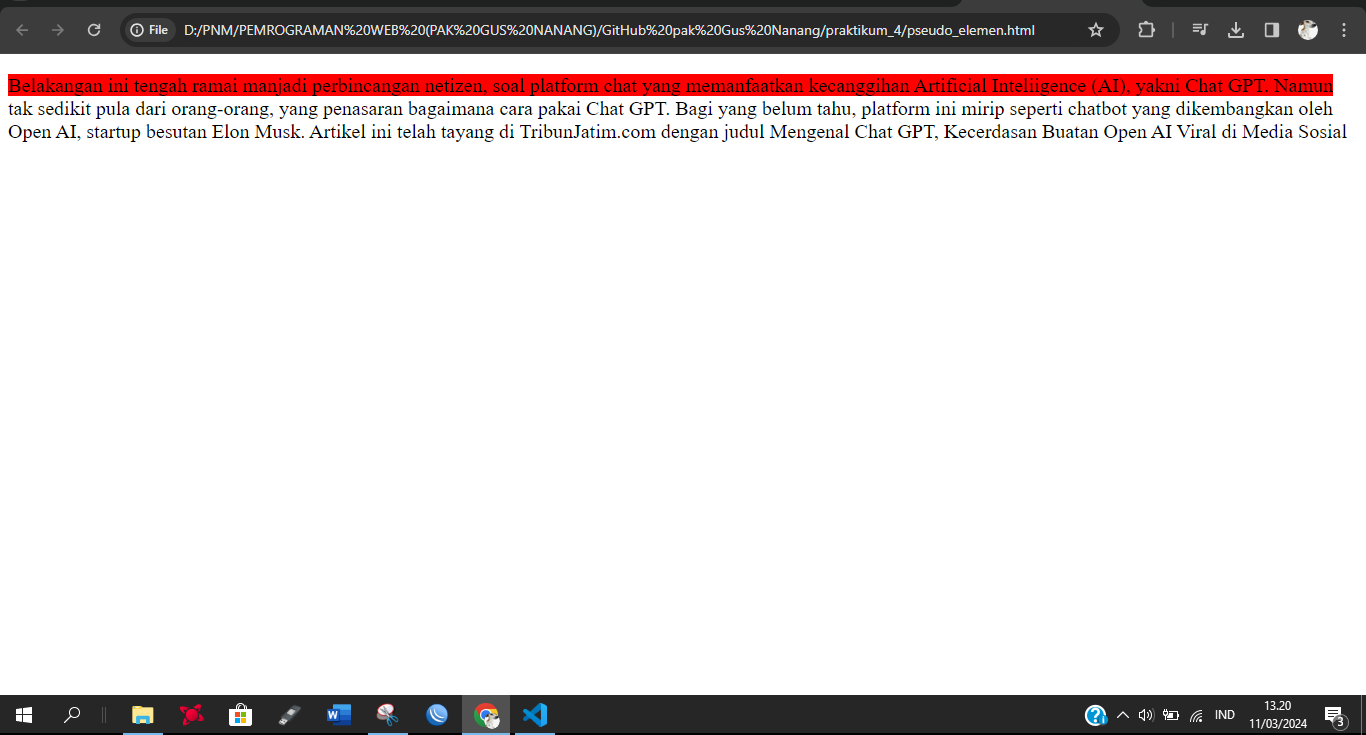 File D:/PNM/PEMROGRAMAN%20WEB%20(PAK%20GUS%20NANANG)/GitHub%20pak%20Gus%20Nanang/praktikum_4/pseudo_elemen.html
Belakangan ini tengah ramai manjadi perbincangan netizen, soal platform chat yang memanfaatkan kecanggihan Artificial Inteliigence (AI), yakni Chat GPT. Namun
tak sedikit pula dari orang-orang, yang penasaran bagaimana cara pakai Chat GPT. Bagi yang belum tahu, platform ini mirip seperti chatbot yang dikembangkan oleh
Open AI, startup besutan Elon Musk. Artikel ini telah tayang di TribunJatim.com dengan judul Mengenal Chat GPT, Kecerdasan Buatan Open AI Viral di Media Sosial
W
?
IND
13.20
11/03/2024
3